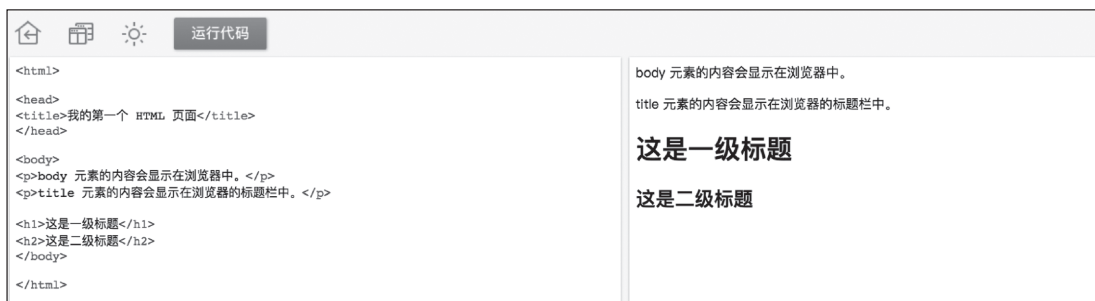 运行代码
<html>
<head>
<title>我的第一个 HTML 页面</title>
</head>
<body>
<p>body 元素的内容会显示在浏览器中。</p>
<p>title 元素的内容会显示在浏览器的标题栏中。</p>
<h1>这是一级标题</h1>
<h2>这是二级标题</h2>
</body>
</html>
body 元素的内容会显示在浏览器中。
title 元素的内容会显示在浏览器的标题栏中。
这是一级标题
这是二级标题